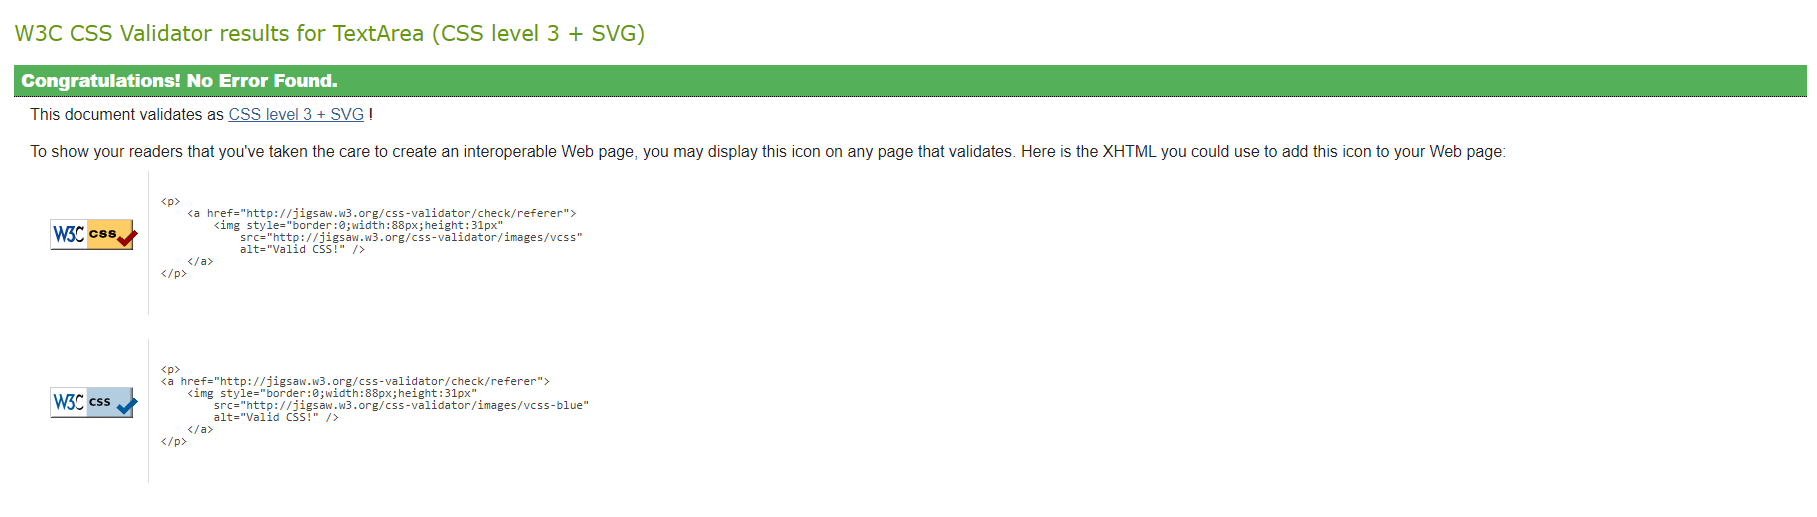 W3C CSS Validator results for TextArea (CSS level 3 + SVG)
Congratulations! No Error Found.
This document validates as CSS level 3 + SVG !
To show your readers that you've taken the care to create an interoperable Web page, you may display this icon on any page that validates. Here is the XHTML you could use to add this icon to your Web page:
W3C css
<p>
    <a href="http://jigsaw.w3.org/css-validator/check/referer">
        <img style="border:0;width:88px;height:31px"
            src="http://jigsaw.w3.org/css-validator/images/vcss"
            alt="Valid CSS!" />
    </a>
</p>
W3C css
<p>
<a href="http://jigsaw.w3.org/css-validator/check/referer">
    <img style="border:0;width:88px;height:31px"
        src="http://jigsaw.w3.org/css-validator/images/vcss-blue"
        alt="Valid CSS!" />
    </a>
</p>